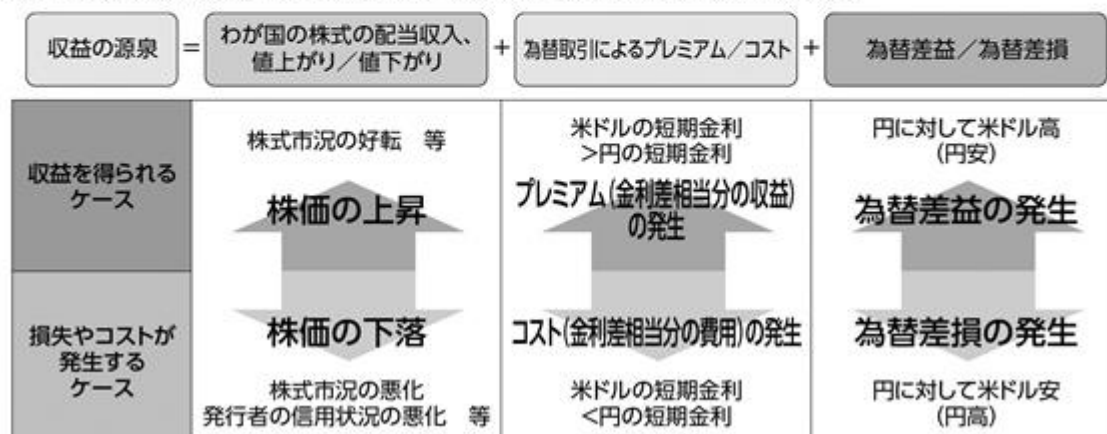 収益の源泉
=
わが国の株式の配当収入、
値上がり/値下がり
+
為替取引によるプレミアム/コスト
+
為替差益/為替差損
収益を得られる
ケース
株式市況の好転 等
株価の上昇
米ドルの短期金利
>円の短期金利
プレミアム(金利差相当分の収益)
の発生
円に対して米ドル高
(円安)
為替差益の発生
損失やコストが
発生する
ケース
株価の下落
株式市況の悪化
発行者の信用状況の悪化 等
コスト(金利差相当分の費用)の発生
米ドルの短期金利
<円の短期金利
為替差損の発生
円に対して米ドル安
(円高)